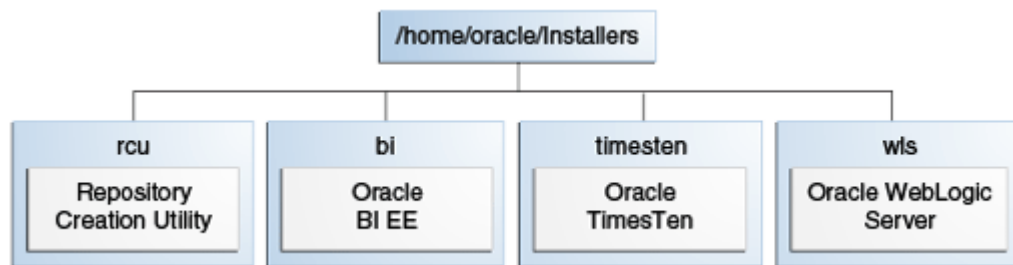 /home/oracle/Installers
rcu
Repository
Creation Utility
bi
Oracle
BI EE
timesten
Oracle
TimesTen
wls
Oracle WebLogic
Server